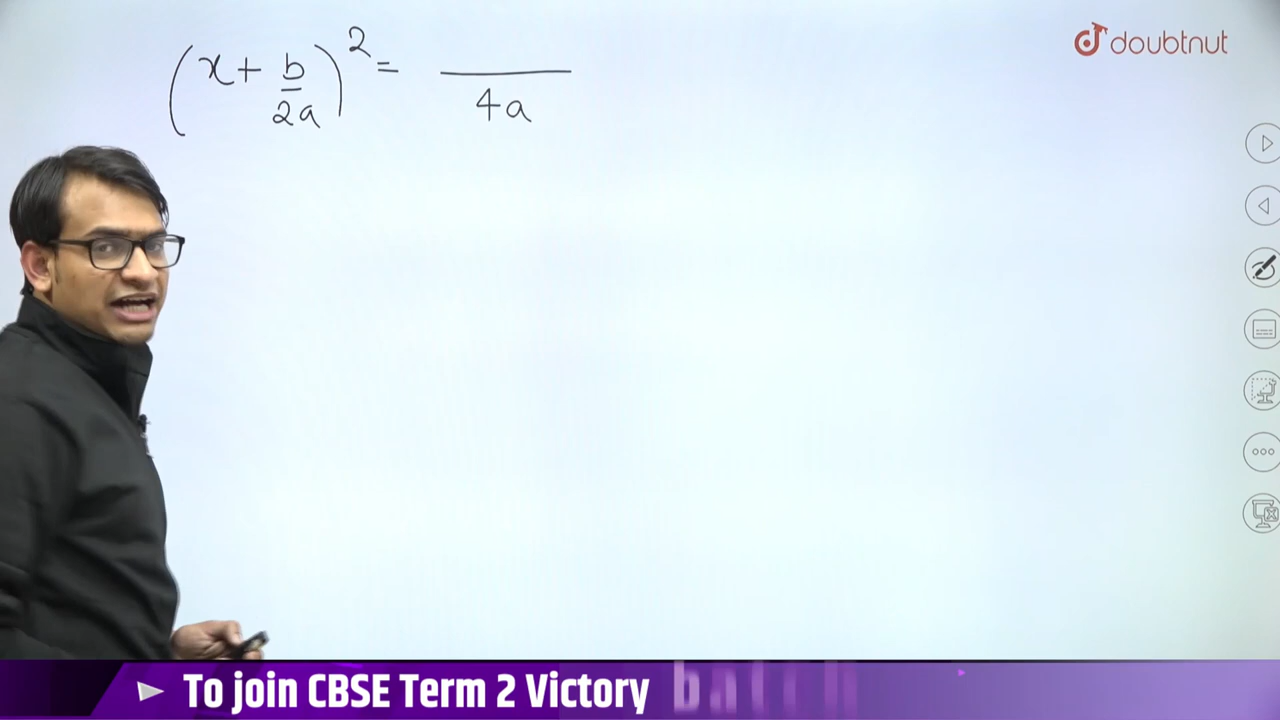 doubtnut
(x + b/2a)² = ―/4a
To join CBSE Term 2 Victory